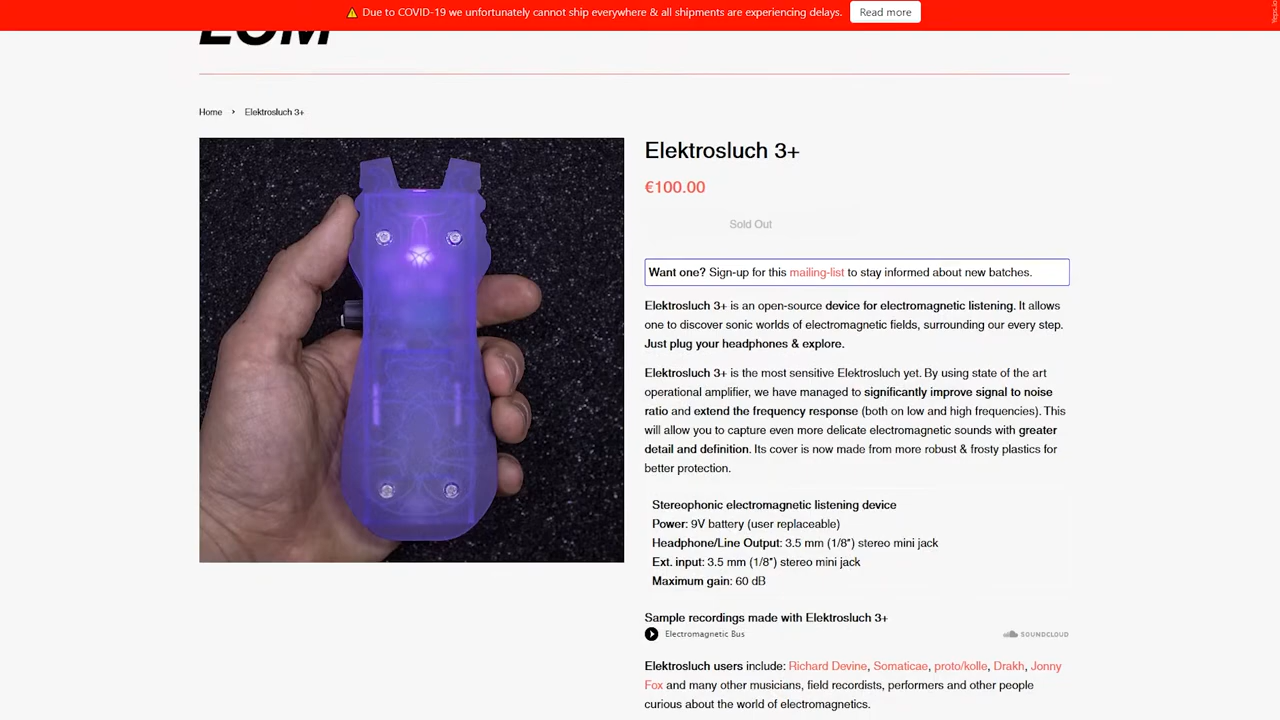 ⚠ Due to COVID-19 we unfortunately cannot ship everywhere & all shipments are experiencing delays. Read more
LOM
Home › Elektrosluch 3+
Elektrosluch 3+
€100.00
Sold Out
Want one? Sign-up for this mailing-list to stay informed about new batches.
Elektrosluch 3+ is an open-source device for electromagnetic listening. It allows
one to discover sonic worlds of electromagnetic fields, surrounding our every step.
Just plug your headphones & explore.
Elektrosluch 3+ is the most sensitive Elektrosluch yet. By using state of the art
operational amplifier, we have managed to significantly improve signal to noise
ratio and extend the frequency response (both on low and high frequencies). This
will allow you to capture even more delicate electromagnetic sounds with greater
detail and definition. Its cover is now made from more robust & frosty plastics for
better protection.
Stereophonic electromagnetic listening device
Power: 9V battery (user replaceable)
Headphone/Line Output: 3.5 mm (1/8") stereo mini jack
Ext. input: 3.5 mm (1/8") stereo mini jack
Maximum gain: 60 dB
Sample recordings made with Elektrosluch 3+
Electromagnetic Bus SOUNDCLOUD
Elektrosluch users include: Richard Devine, Somaticae, proto/kolle, Drakh, Jonny
Fox and many other musicians, field recordists, performers and other people
curious about the world of electromagnetics.